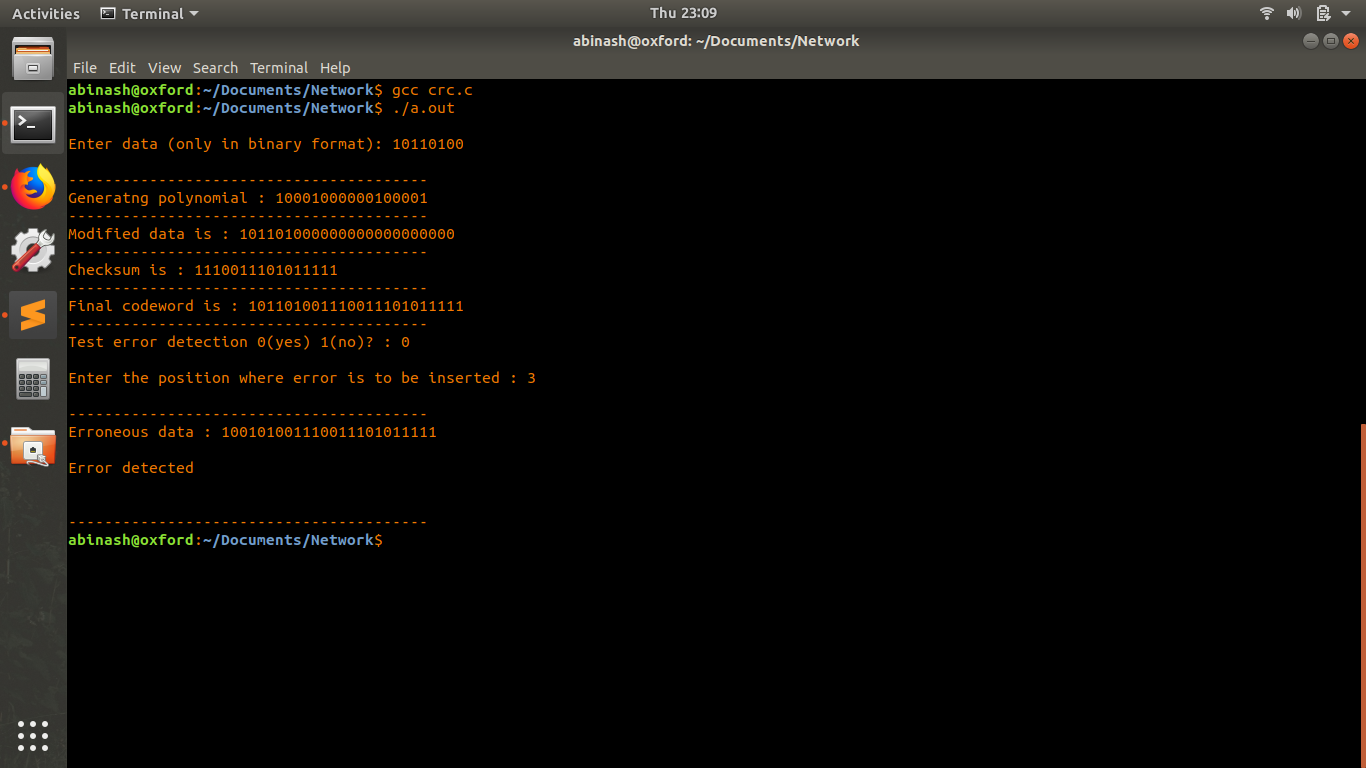 Activities Terminal Thu 23:09
abinash@oxford: ~/Documents/Network
File Edit View Search Terminal Help
abinash@oxford:~/Documents/Network$ gcc crc.c
abinash@oxford:~/Documents/Network$ ./a.out
Enter data (only in binary format): 10110100
----------------------------------------
Generatng polynomial : 10001000000100001
----------------------------------------
Modified data is : 101101000000000000000000
----------------------------------------
Checksum is : 1110011101011111
----------------------------------------
Final codeword is : 101101001110011101011111
----------------------------------------
Test error detection 0(yes) 1(no)? : 0
Enter the position where error is to be inserted : 3
----------------------------------------
Erroneous data : 100101001110011101011111
Error detected
----------------------------------------
abinash@oxford:~/Documents/Network$